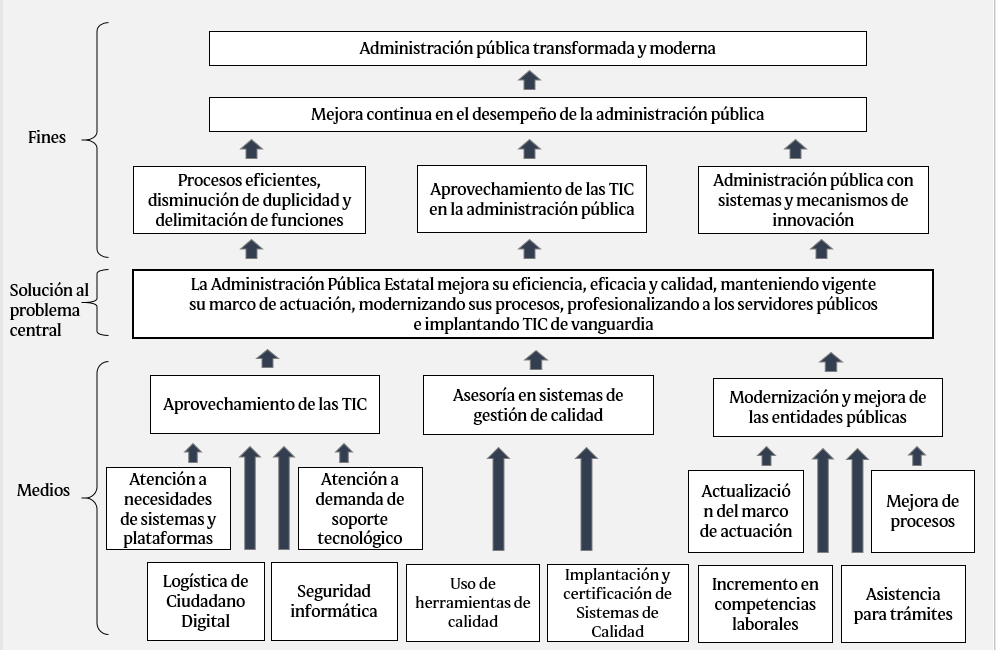 Fines
Administración pública transformada y moderna
Mejora continua en el desempeño de la administración pública
Procesos eficientes,
disminución de duplicidad y
delimitación de funciones
Aprovechamiento de las TIC
en la administración pública
Administración pública con
sistemas y mecanismos de
innovación
Solución al
problema
central
La Administración Pública Estatal mejora su eficiencia, eficacia y calidad, manteniendo vigente
su marco de actuación, modernizando sus procesos, profesionalizando a los servidores públicos
e implantando TIC de vanguardia
Medios
Aprovechamiento de las TIC
Asesoría en sistemas de
gestión de calidad
Modernización y mejora de
las entidades públicas
Atención a
necesidades
de sistemas y
plataformas
Atención a
demanda de
soporte
tecnológico
Actualizació
n del marco
de actuación
Mejora de
procesos
Logística de
Ciudadano
Digital
Seguridad
informática
Uso de
herramientas de
calidad
Implantación y
certificación de
Sistemas de
Calidad
Incremento en
competencias
laborales
Asistencia
para trámites